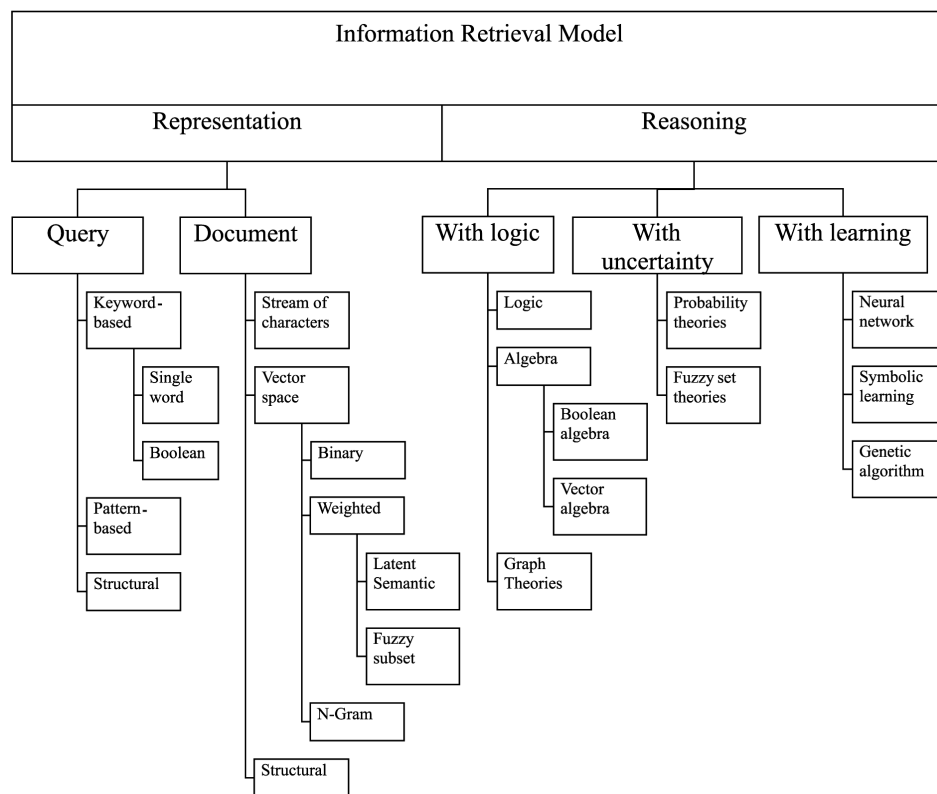 Information Retrieval Model
Representation
Reasoning
Query
Document
With logic
With
uncertainty
With learning
Keyword-
based
Single
word
Boolean
Pattern-
based
Structural
Stream of
characters
Vector
space
Binary
Weighted
Latent
Semantic
Fuzzy
subset
N-Gram
Structural
Logic
Algebra
Boolean
algebra
Vector
algebra
Graph
Theories
Probability
theories
Fuzzy set
theories
Neural
network
Symbolic
learning
Genetic
algorithm